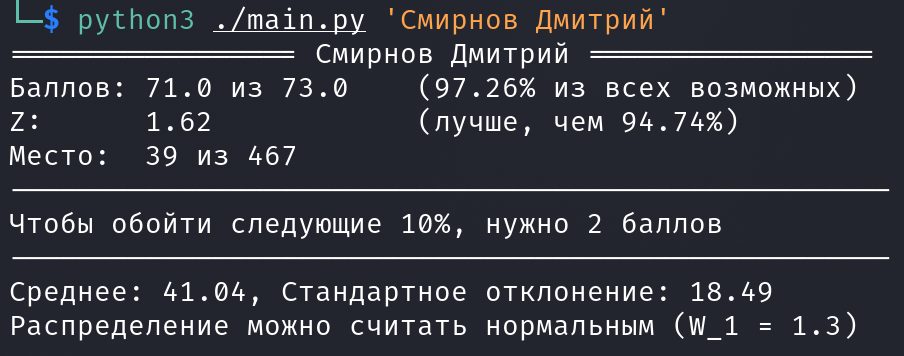 $ python3 ./main.py 'Смирнов Дмитрий'
Смирнов Дмитрий
Баллов: 71.0 из 73.0 (97.26% из всех возможных)
Z: 1.62 (лучше, чем 94.74%)
Место: 39 из 467
Чтобы обойти следующие 10%, нужно 2 баллов
Среднее: 41.04, Стандартное отклонение: 18.49
Распределение можно считать нормальным (W_1 = 1.3)